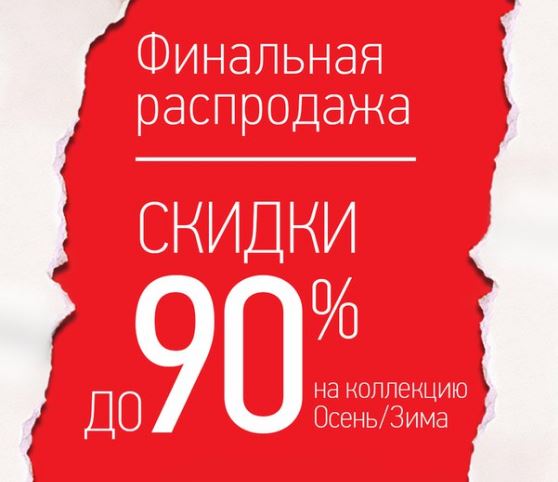 Финальная
распродажа
СКИДКИ
до 90%
на коллекцию
Осень/Зима